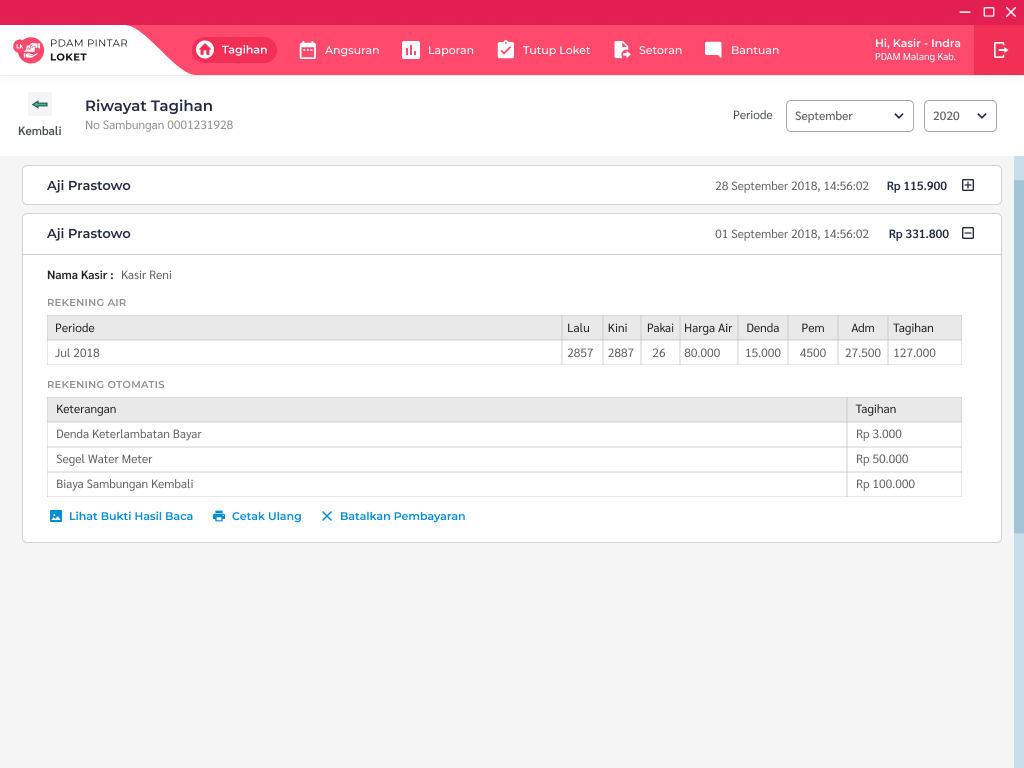 PDAM PINTAR
LOKET
Tagihan
Angsuran
Laporan
Tutup Loket
Setoran
Bantuan
Hi, Kasir - Indra
PDAM Malang Kab.
Kembali
Riwayat Tagihan
No Sambungan 0001231928
Periode
September
2020
Aji Prastowo 28 September 2018, 14:56:02 Rp 115.900
Aji Prastowo 01 September 2018, 14:56:02 Rp 331.800
Nama Kasir : Kasir Reni
REKENING AIR
Periode Lalu Kini Pakai Harga Air Denda Pem Adm Tagihan
Jul 2018 2857 2887 26 80.000 15.000 4500 27.500 127.000
REKENING OTOMATIS
Keterangan Tagihan
Denda Keterlambatan Bayar Rp 3.000
Segel Water Meter Rp 50.000
Biaya Sambungan Kembali Rp 100.000
Lihat Bukti Hasil Baca Cetak Ulang Batalkan Pembayaran